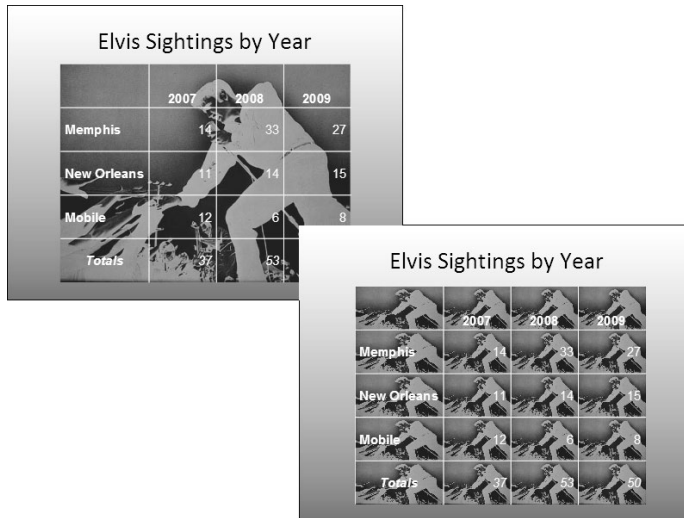 Elvis Sightings by Year
2007 2008 2009
Memphis 14 33 27
New Orleans 11 14 15
Mobile 12 6 8
Totals 37 53
Elvis Sightings by Year
2007 2008 2009
Memphis 14 33 27
New Orleans 11 14 15
Mobile 12 6 8
Totals 37 53 50